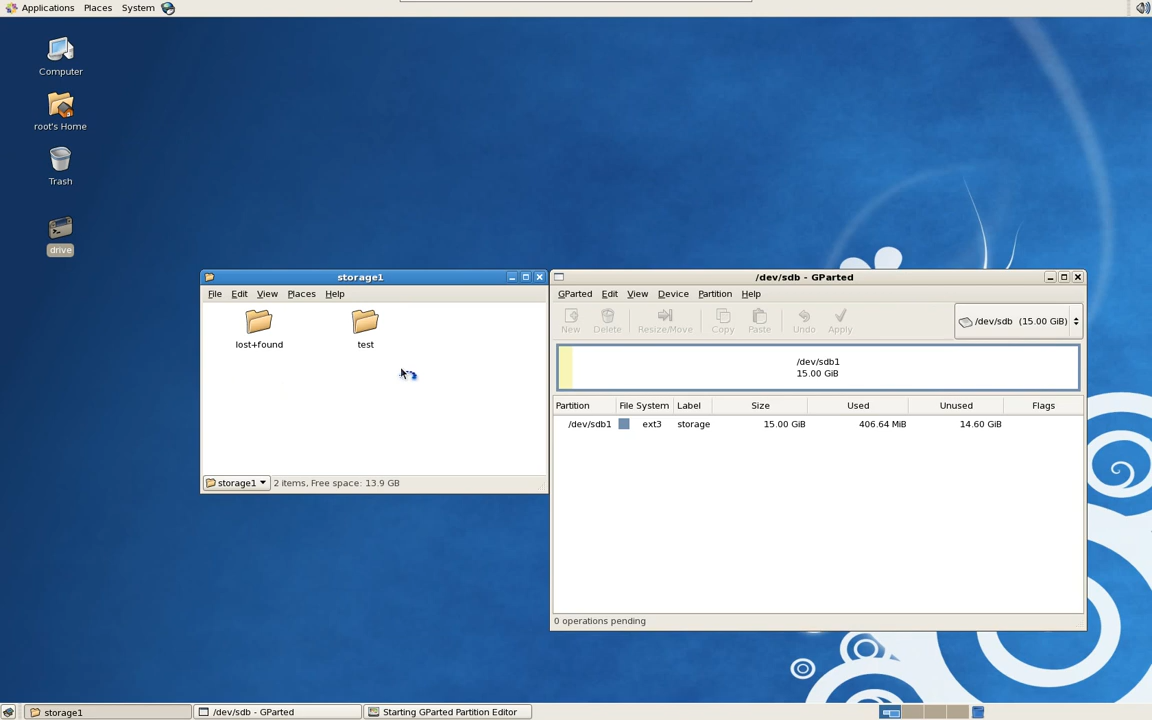 Applications Places System
Computer
root's Home
Trash
drive
storage1
File Edit View Places Help
lost+found test
storage1 2 items, Free space: 13.9 GB
/dev/sdb - GParted
GParted Edit View Device Partition Help
New Delete Resize/Move Copy Paste Undo Apply /dev/sdb (15.00 GiB)
/dev/sdb1
15.00 GiB
Partition File System Label Size Used Unused Flags
/dev/sdb1 ext3 storage 15.00 GiB 406.64 MiB 14.60 GiB
0 operations pending
storage1 /dev/sdb - GParted Starting GParted Partition Editor